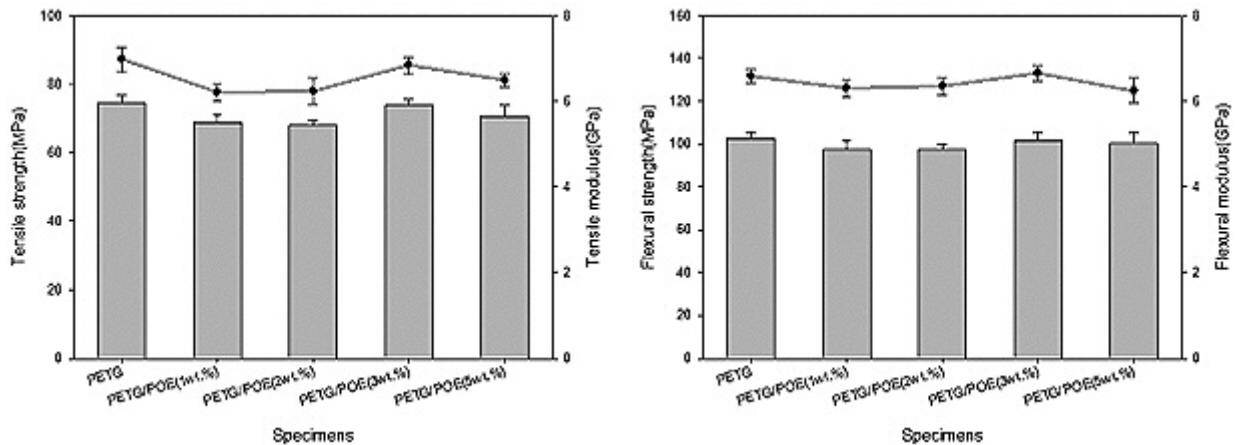 100
80
60
40
20
0
Tensile strength(MPa)
8
6
4
2
0
Tensile modulus(GPa)
PETG
PETG/POE(1wt.%)
PETG/POE(2wt.%)
PETG/POE(3wt.%)
PETG/POE(5wt.%)
Specimens
160
140
120
100
80
60
40
20
0
Flexural strength(MPa)
8
6
4
2
0
Flexural modulus(GPa)
PETG
PETG/POE(1wt.%)
PETG/POE(2wt.%)
PETG/POE(3wt.%)
PETG/POE(5wt.%)
Specimens